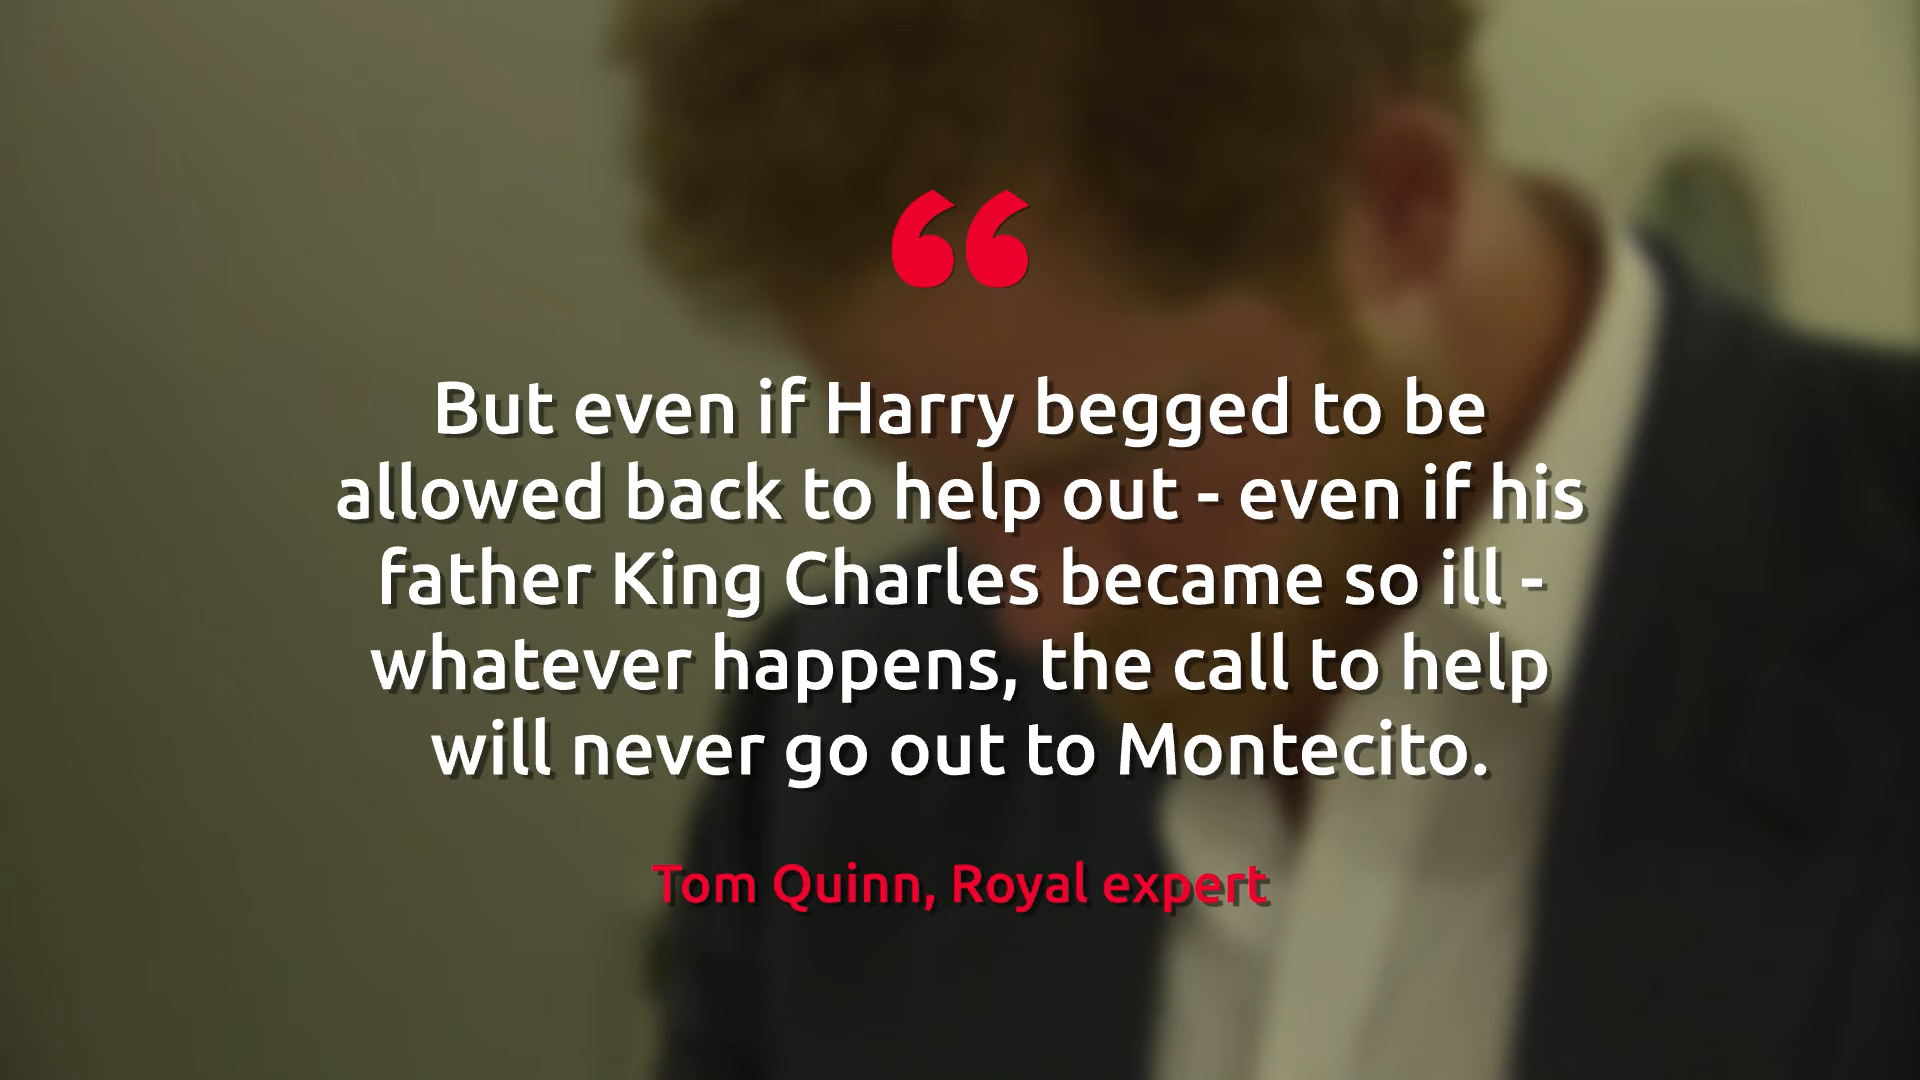 “
But even if Harry begged to be
allowed back to help out - even if his
father King Charles became so ill -
whatever happens, the call to help
will never go out to Montecito.
Tom Quinn, Royal expert